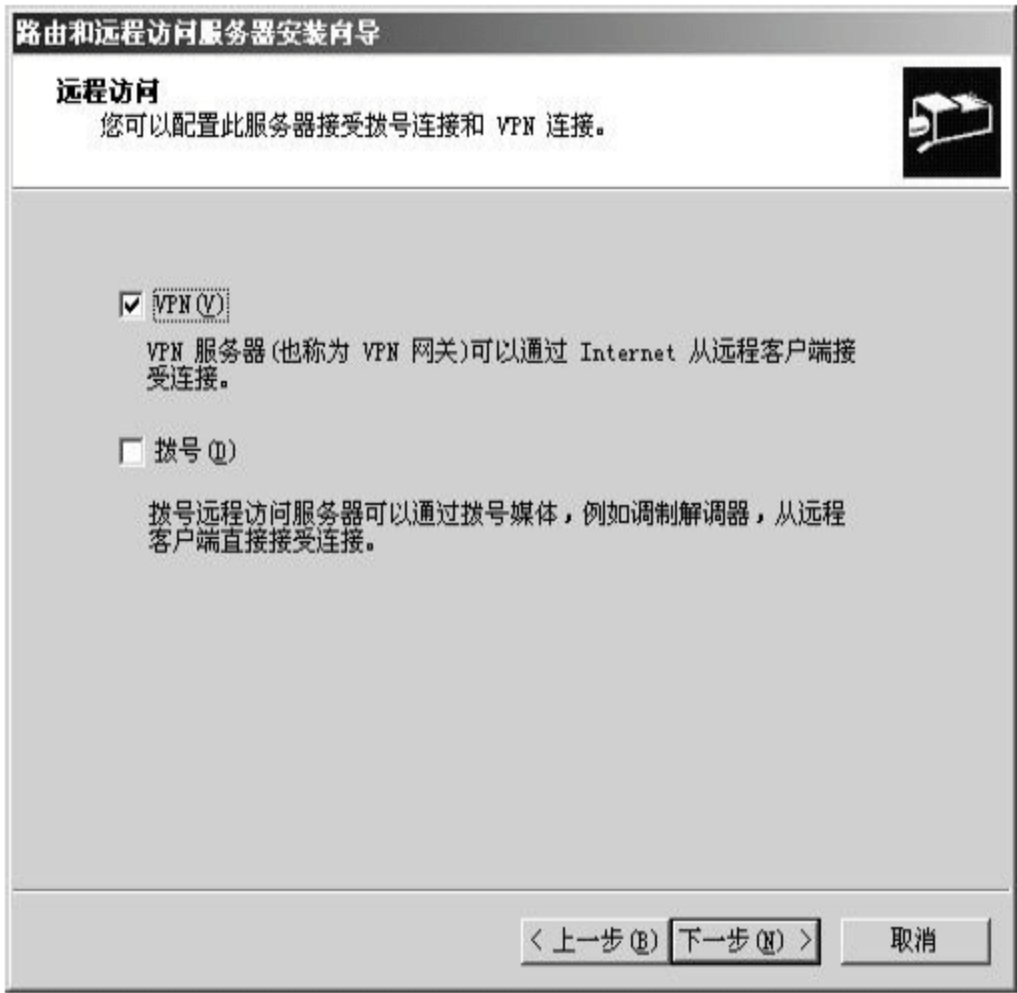 路由和远程访问服务器安装向导
远程访问
您可以配置此服务器接受拨号连接和 VPN 连接。
VPN(V)
VPN 服务器(也称为 VPN 网关)可以通过 Internet 从远程客户端接
受连接。
拨号(D)
拨号远程访问服务器可以通过拨号媒体，例如调制解调器，从远程
客户端直接接受连接。
< 上一步(B)
下一步(N) >
取消